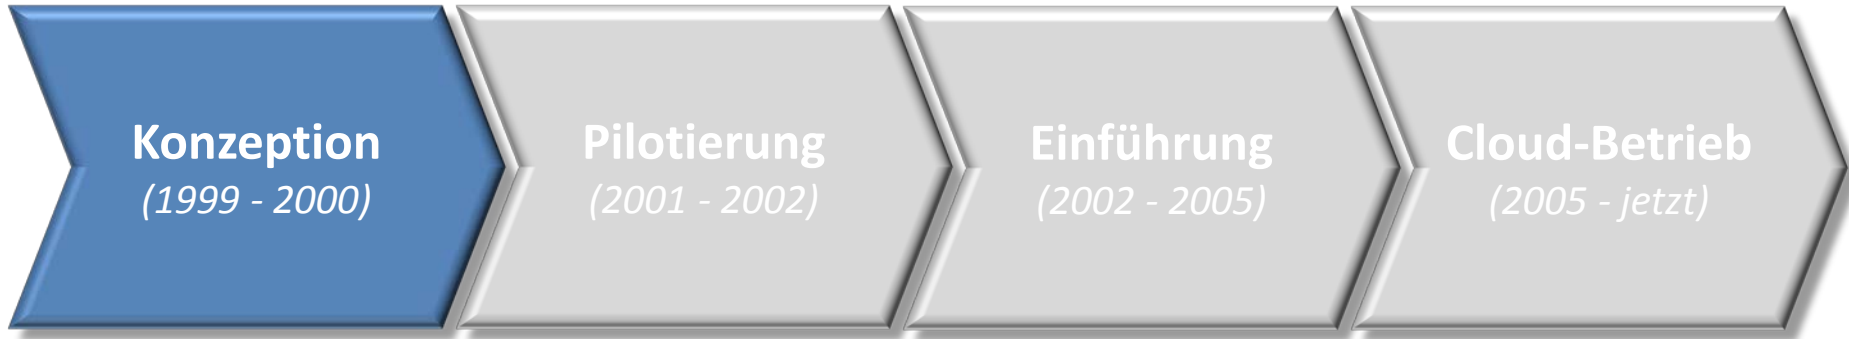 Konzeption
(1999 - 2000)
Pilotierung
(2001 - 2002)
Einführung
(2002 - 2005)
Cloud-Betrieb
(2005 - jetzt)